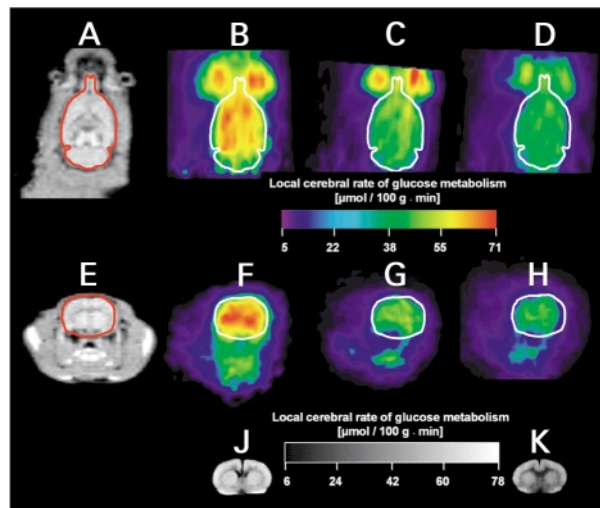 A B C D
Local cerebral rate of glucose metabolism
[µmol / 100 g · min]
5 22 38 55 71
E F G H
Local cerebral rate of glucose metabolism
[µmol / 100 g · min]
J K
6 24 42 60 78